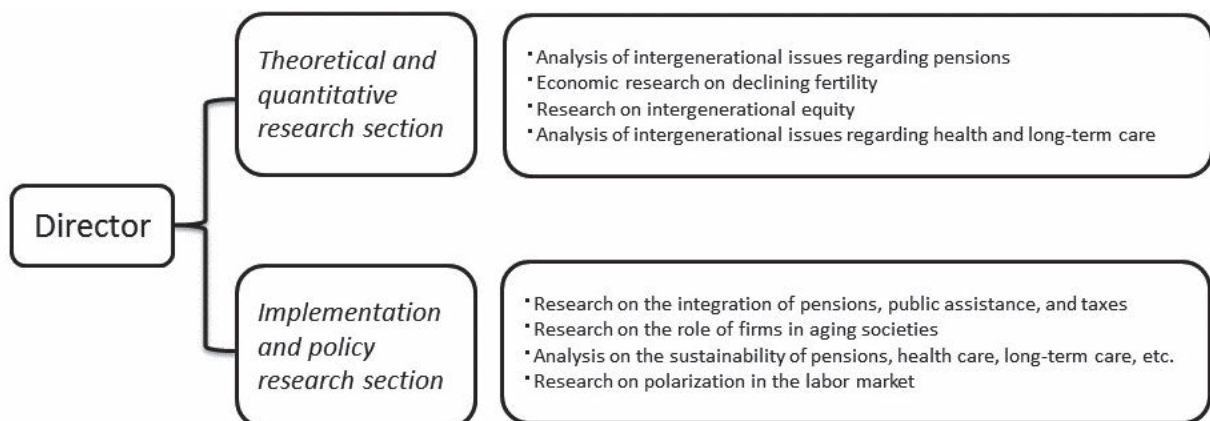 Director
Theoretical and
quantitative
research section
▪Analysis of intergenerational issues regarding pensions
▪Economic research on declining fertility
▪Research on intergenerational equity
▪Analysis of intergenerational issues regarding health and long-term care
Implementation
and policy
research section
▪Research on the integration of pensions, public assistance, and taxes
▪Research on the role of firms in aging societies
▪Analysis on the sustainability of pensions, health care, long-term care, etc.
▪Research on polarization in the labor market